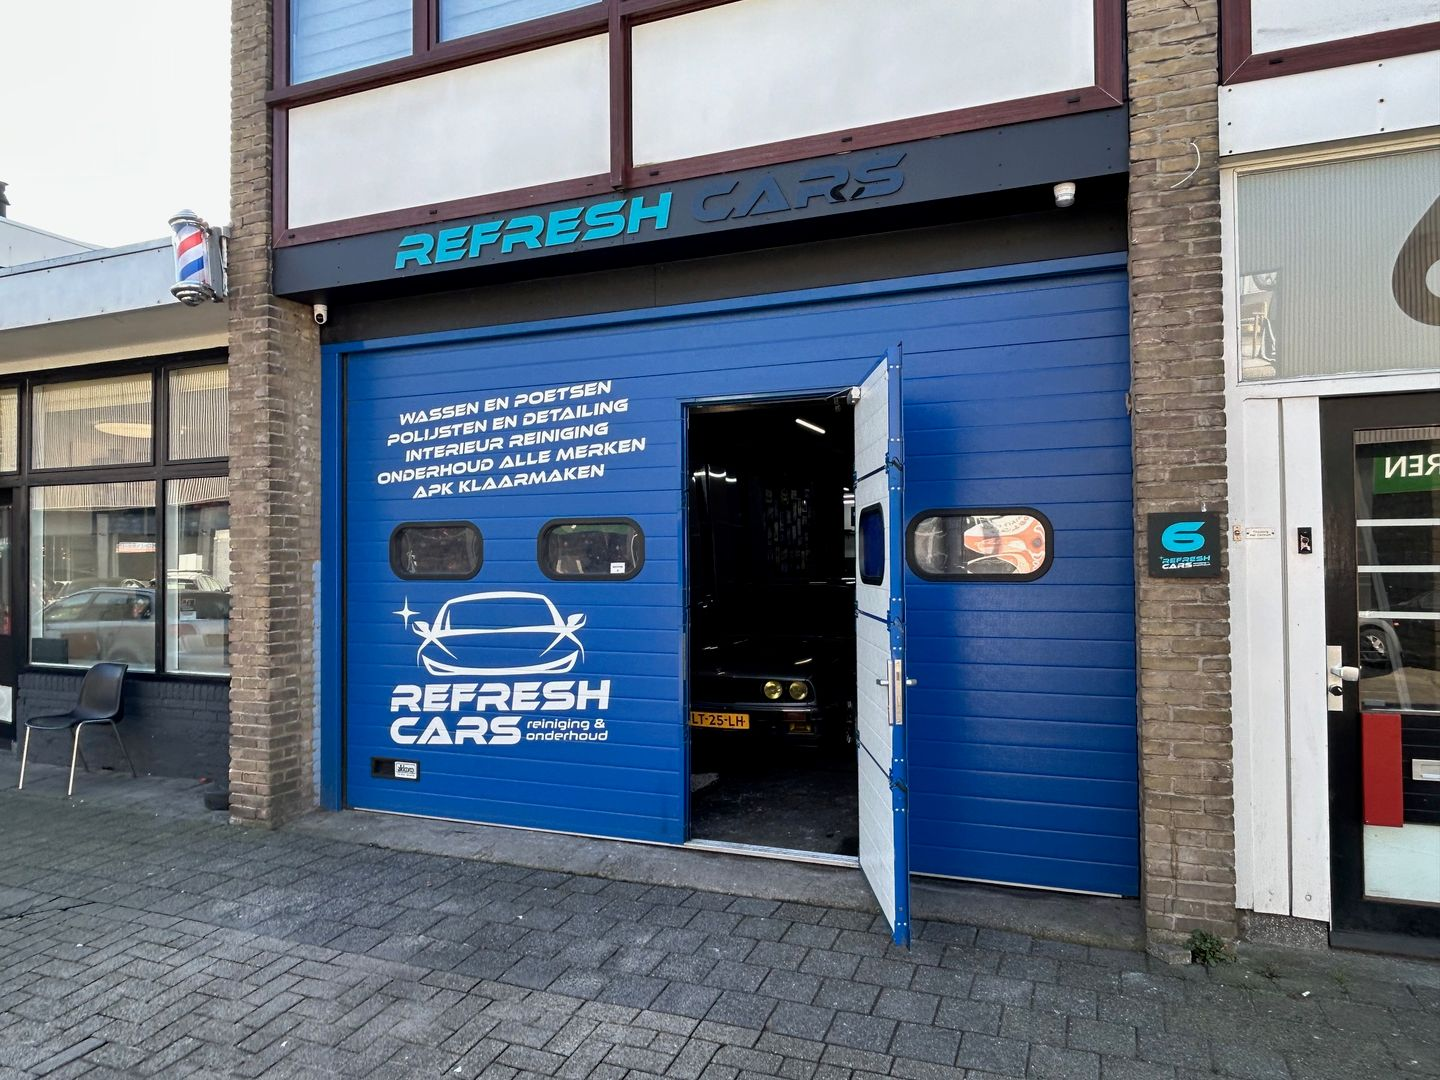 REFRESH CARS
WASSEN EN POETSEN
POLIJSTEN EN DETAILING
INTERIEUR REINIGING
ONDERHOUD ALLE MERKEN
APK KLAARMAKEN
REFRESH
CARS reiniging &
onderhoud
LT-25-LH
6
REFRESH
CARS